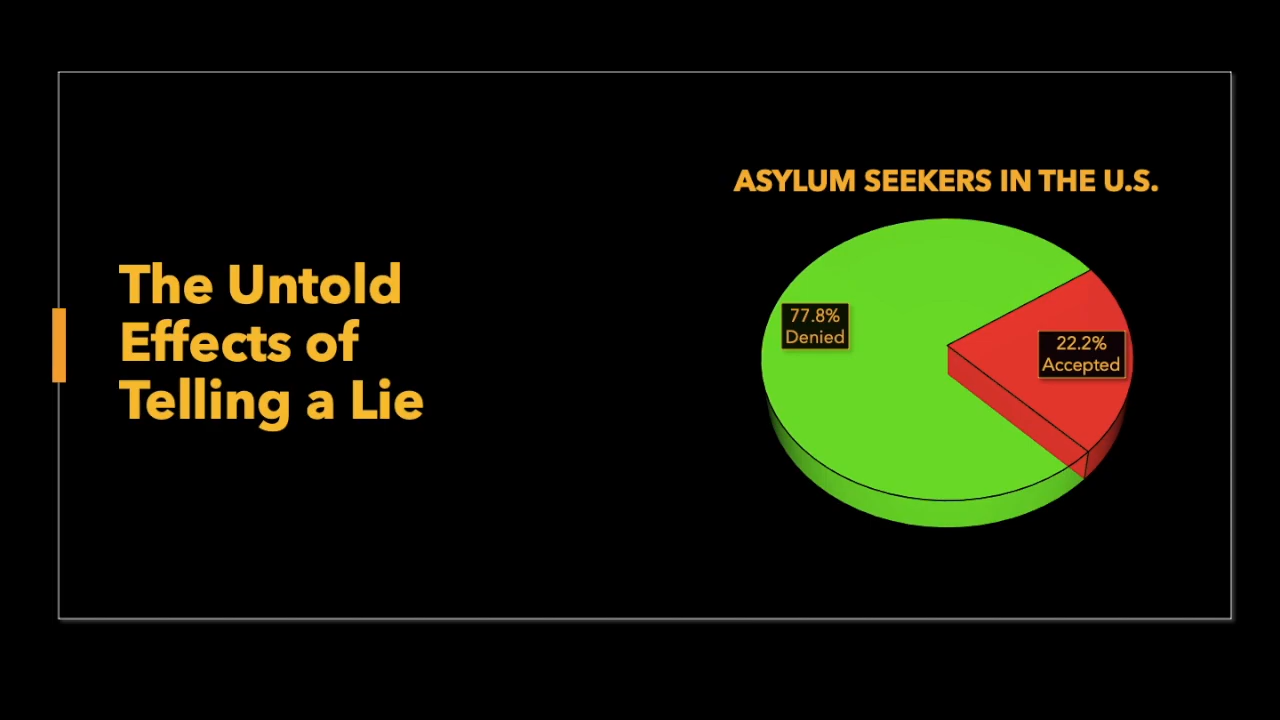 The Untold
Effects of
Telling a Lie
ASYLUM SEEKERS IN THE U.S.
77.8%
Denied
22.2%
Accepted